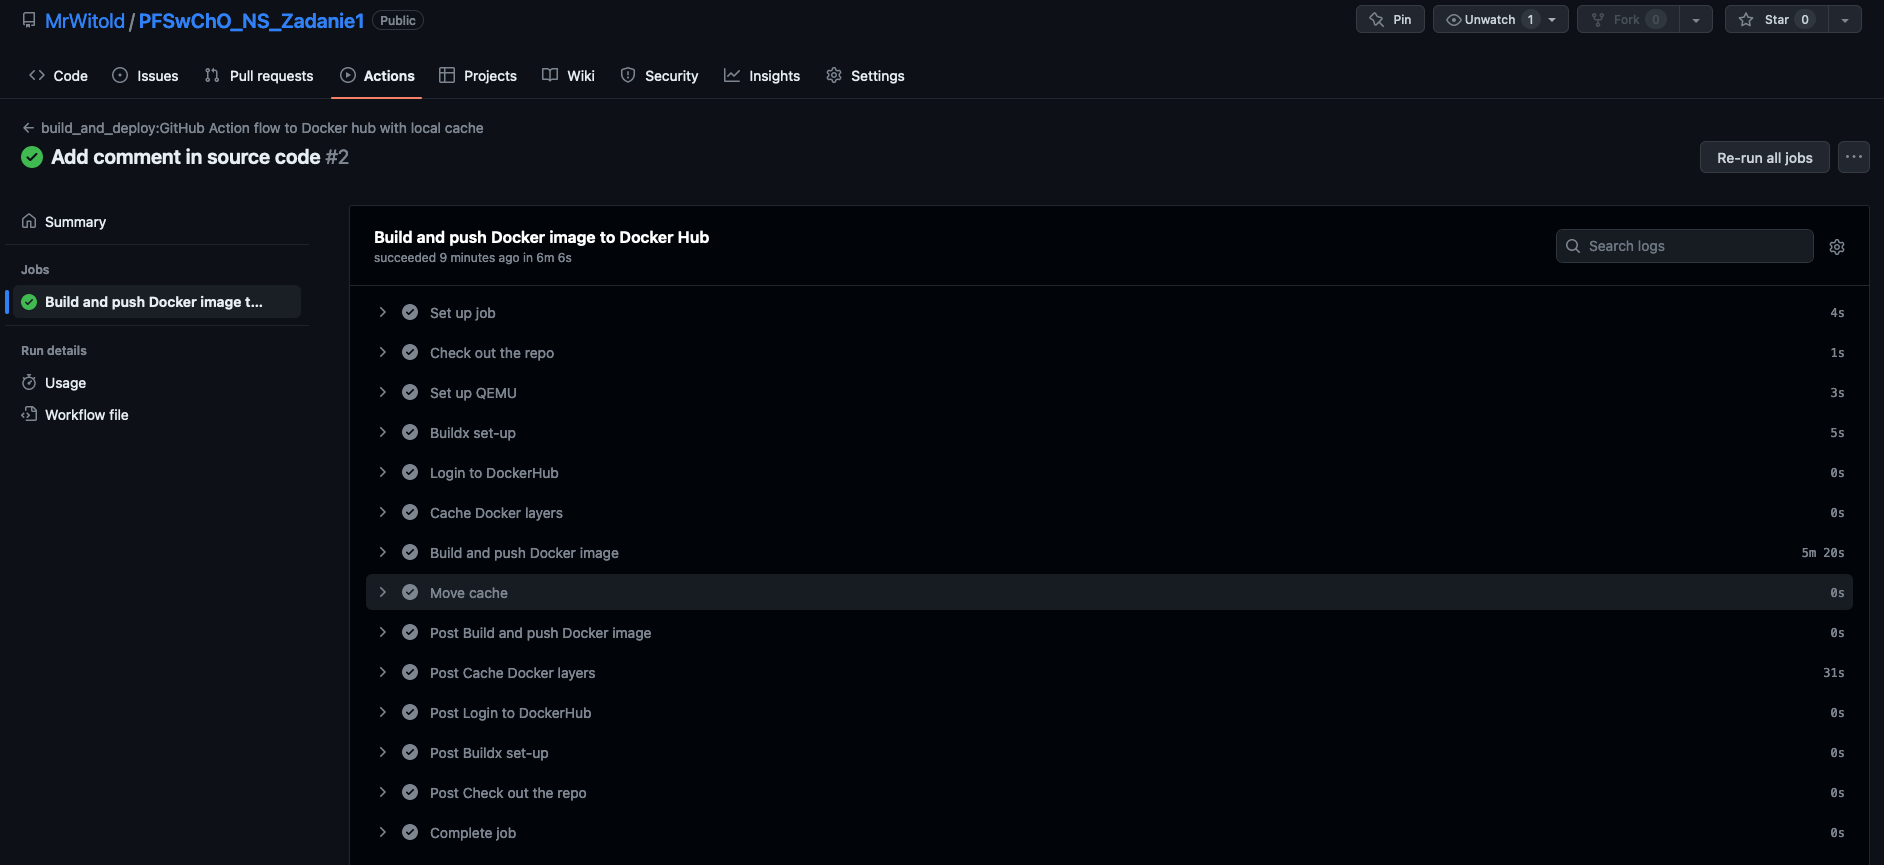 MrWitold / PFSwChO_NS_Zadanie1 Public
Pin Unwatch 1 Fork 0 Star 0
Code Issues Pull requests Actions Projects Wiki Security Insights Settings
build_and_deploy:GitHub Action flow to Docker hub with local cache
Add comment in source code #2
Re-run all jobs
Summary
Jobs
Build and push Docker image t...
Run details
Usage
Workflow file
Build and push Docker image to Docker Hub
succeeded 9 minutes ago in 6m 6s
Search logs
Set up job 4s
Check out the repo 1s
Set up QEMU 3s
Buildx set-up 5s
Login to DockerHub 0s
Cache Docker layers 0s
Build and push Docker image 5m 20s
Move cache 0s
Post Build and push Docker image 0s
Post Cache Docker layers 31s
Post Login to DockerHub 0s
Post Buildx set-up 0s
Post Check out the repo 0s
Complete job 0s